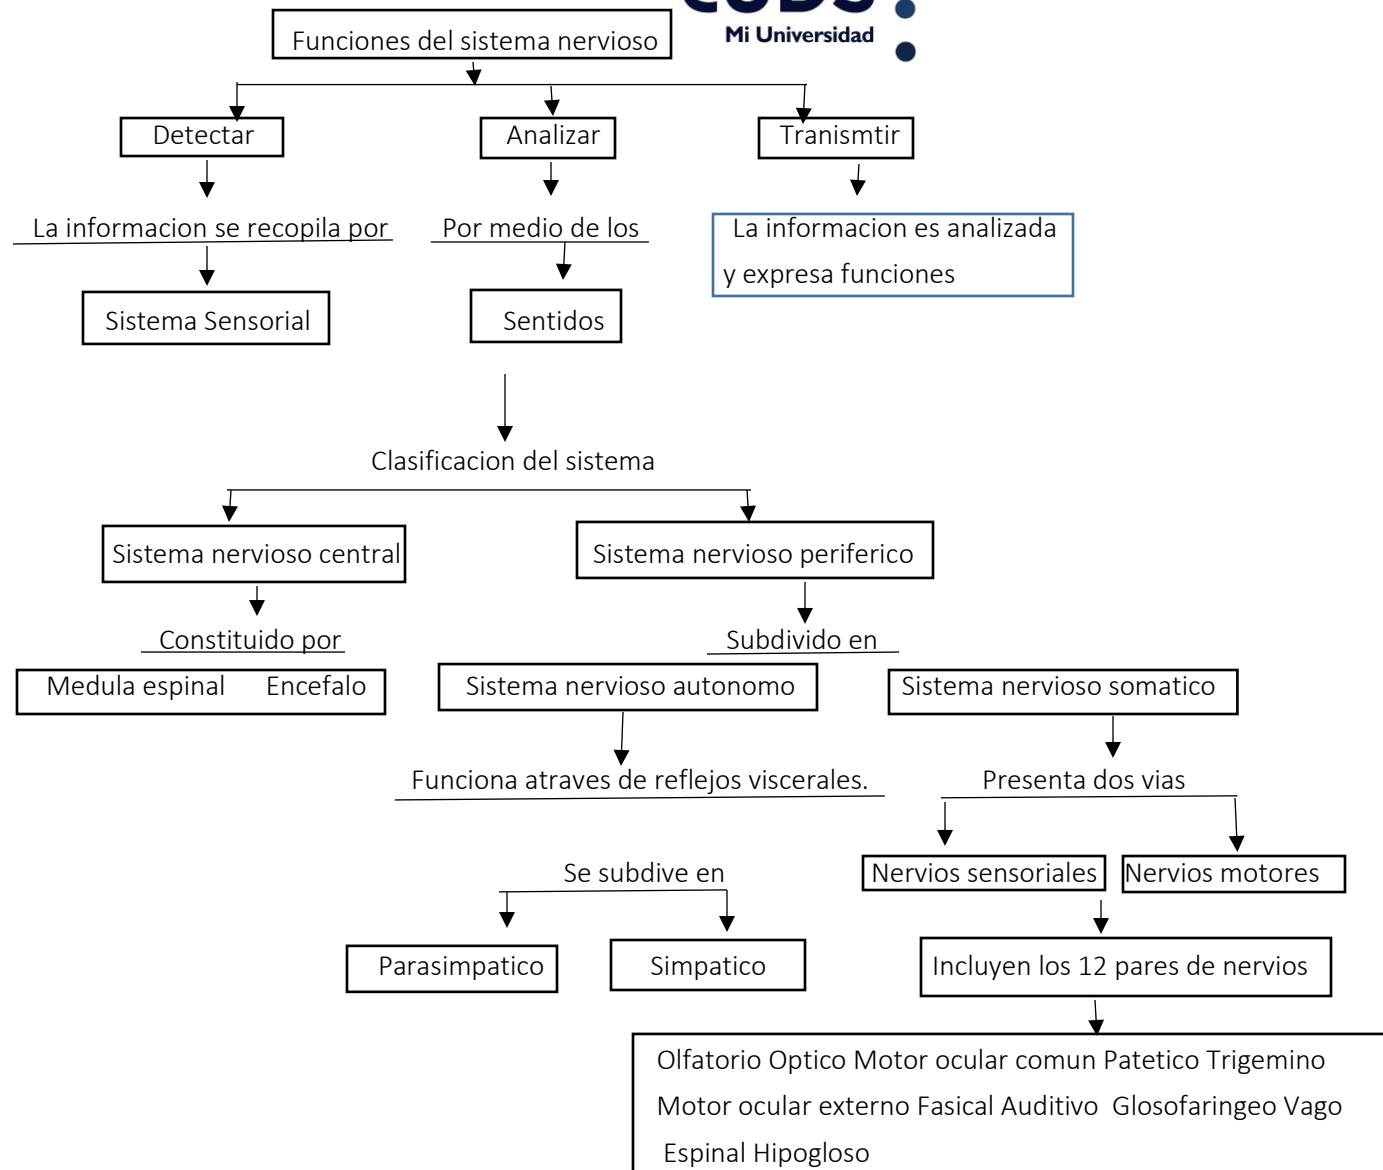 Mi Universidad
Funciones del sistema nervioso
Detectar
Analizar
Tranismtir
La informacion se recopila por
Por medio de los
La informacion es analizada
y expresa funciones
Sistema Sensorial
Sentidos
Clasificacion del sistema
Sistema nervioso central
Sistema nervioso periferico
Constituido por
Subdivido en
Medula espinal Encefalo
Sistema nervioso autonomo
Sistema nervioso somatico
Funciona atraves de reflejos viscerales.
Presenta dos vias
Se subdive en
Nervios sensoriales
Nervios motores
Parasimpatico
Simpatico
Incluyen los 12 pares de nervios
Olfatorio Optico Motor ocular comun Patetico Trigemino
Motor ocular externo Fasical Auditivo Glosofaringeo Vago
Espinal Hipogloso